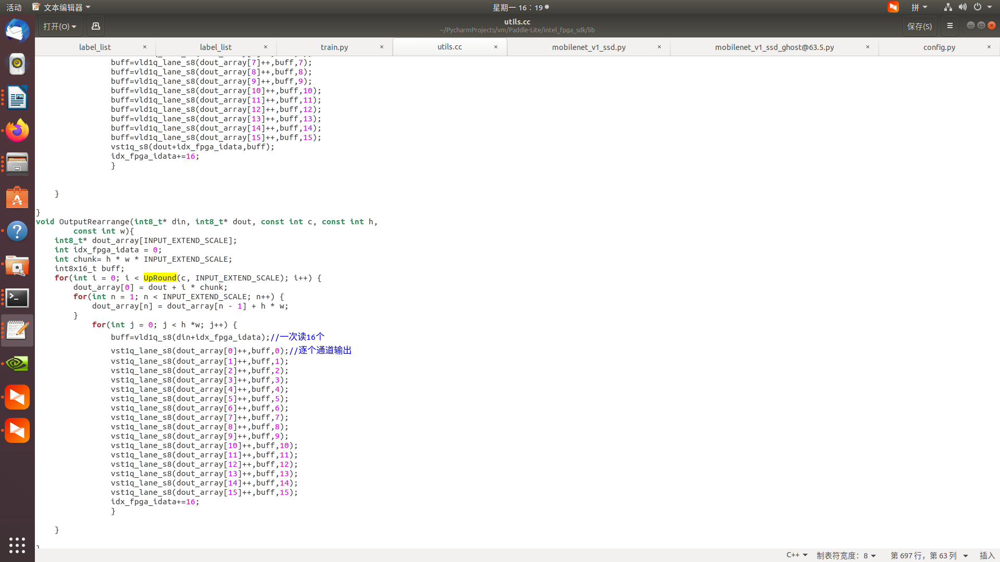 活动
文本编辑器
星期一 16：19
拼
打开(O)
utils.cc
~/PycharmProjects/vm/Paddle-Lite/intel_fpga_sdk/lib
保存(S)
label_list
label_list
train.py
utils.cc
mobilenet_v1_ssd.py
mobilenet_v1_ssd_ghost@63.5.py
config.py
buff=vld1q_lane_s8(dout_array[7]++,buff,7);
buff=vld1q_lane_s8(dout_array[8]++,buff,8);
buff=vld1q_lane_s8(dout_array[9]++,buff,9);
buff=vld1q_lane_s8(dout_array[10]++,buff,10);
buff=vld1q_lane_s8(dout_array[11]++,buff,11);
buff=vld1q_lane_s8(dout_array[12]++,buff,12);
buff=vld1q_lane_s8(dout_array[13]++,buff,13);
buff=vld1q_lane_s8(dout_array[14]++,buff,14);
buff=vld1q_lane_s8(dout_array[15]++,buff,15);
vst1q_s8(dout+idx_fpga_idata,buff);
idx_fpga_idata+=16;
}
}
}
void OutputRearrange(int8_t* din, int8_t* dout, const int c, const int h,
const int w){
int8_t* dout_array[INPUT_EXTEND_SCALE];
int idx_fpga_idata = 0;
int chunk= h * w * INPUT_EXTEND_SCALE;
int8x16_t buff;
for(int i = 0; i < UpRound(c, INPUT_EXTEND_SCALE); i++) {
dout_array[0] = dout + i * chunk;
for(int n = 1; n < INPUT_EXTEND_SCALE; n++) {
dout_array[n] = dout_array[n - 1] + h * w;
}
for(int j = 0; j < h *w; j++) {
buff=vld1q_s8(din+idx_fpga_idata);//一次读16个
vst1q_lane_s8(dout_array[0]++,buff,0);//逐个通道输出
vst1q_lane_s8(dout_array[1]++,buff,1);
vst1q_lane_s8(dout_array[2]++,buff,2);
vst1q_lane_s8(dout_array[3]++,buff,3);
vst1q_lane_s8(dout_array[4]++,buff,4);
vst1q_lane_s8(dout_array[5]++,buff,5);
vst1q_lane_s8(dout_array[6]++,buff,6);
vst1q_lane_s8(dout_array[7]++,buff,7);
vst1q_lane_s8(dout_array[8]++,buff,8);
vst1q_lane_s8(dout_array[9]++,buff,9);
vst1q_lane_s8(dout_array[10]++,buff,10);
vst1q_lane_s8(dout_array[11]++,buff,11);
vst1q_lane_s8(dout_array[12]++,buff,12);
vst1q_lane_s8(dout_array[13]++,buff,13);
vst1q_lane_s8(dout_array[14]++,buff,14);
vst1q_lane_s8(dout_array[15]++,buff,15);
idx_fpga_idata+=16;
}
}
C++
制表符宽度：8
第 697 行，第 63 列
插入